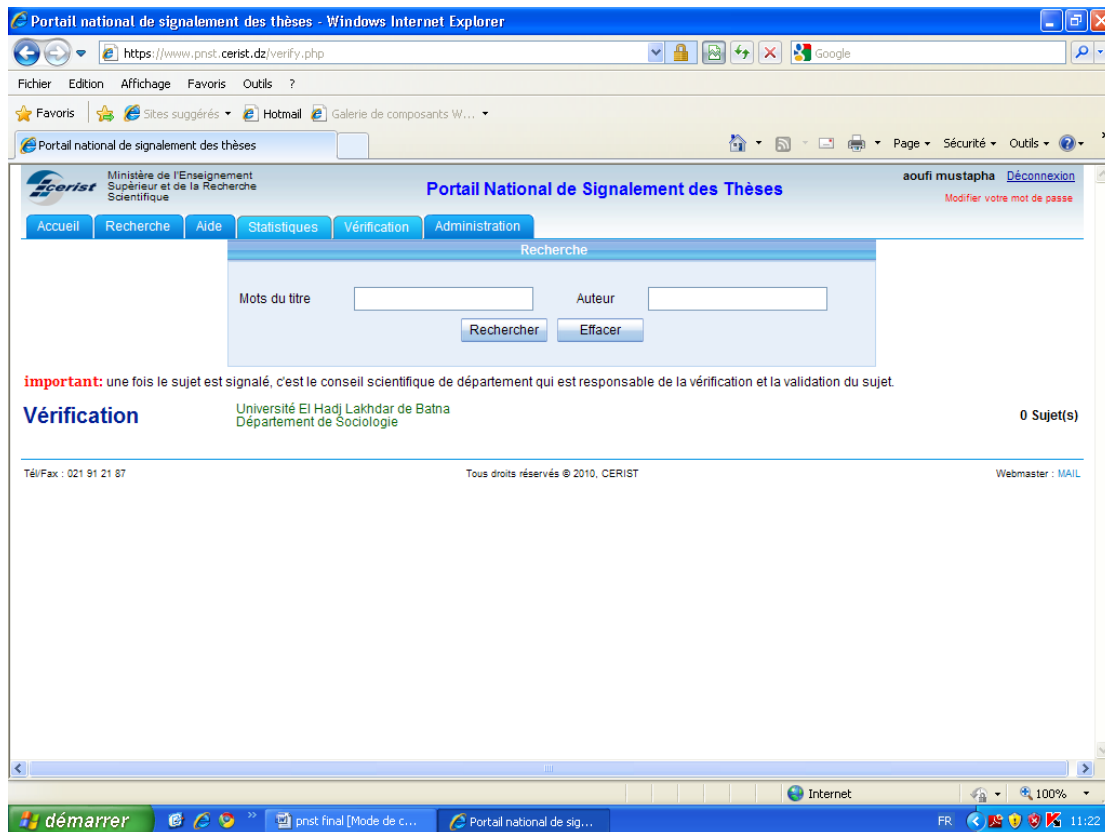 Portail national de signalement des thèses - Windows Internet Explorer
https://www.pnst.cerist.dz/verify.php
Google
Fichier Edition Affichage Favoris Outils ?
Favoris Sites suggérés Hotmail Galerie de composants W...
Portail national de signalement des thèses
Page Sécurité Outils
cerist
Ministère de l'Enseignement
Supèrieur et de la Recherche
Scientifique
Portail National de Signalement des Thèses
aoufi mustapha Déconnexion
Modifier votre mot de passe
Accueil Recherche Aide Statistiques Vérification Administration
Recherche
Mots du titre Auteur
Rechercher Effacer
important: une fois le sujet est signalé, c'est le conseil scientifique de département qui est responsable de la vérification et la validation du sujet.
Vérification
Université El Hadj Lakhdar de Batna
Département de Sociologie
0 Sujet(s)
Tél/Fax : 021 91 21 87 Tous droits réservés © 2010, CERIST Webmaster : MAIL
Internet 100%
démarrer pnst final [Mode de c... Portail national de sig... FR 11:22